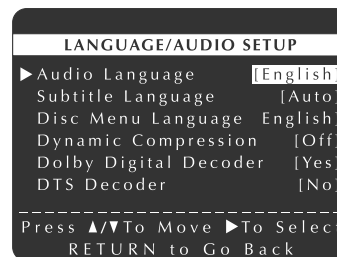 LANGUAGE/AUDIO SETUP
▶Audio Language [English]
Subtitle Language [Auto]
Disc Menu Language English]
Dynamic Compression [Off]
Dolby Digital Decoder [Yes]
DTS Decoder [No]
Press ▲/▼To Move ▶To Select
RETURN to Go Back